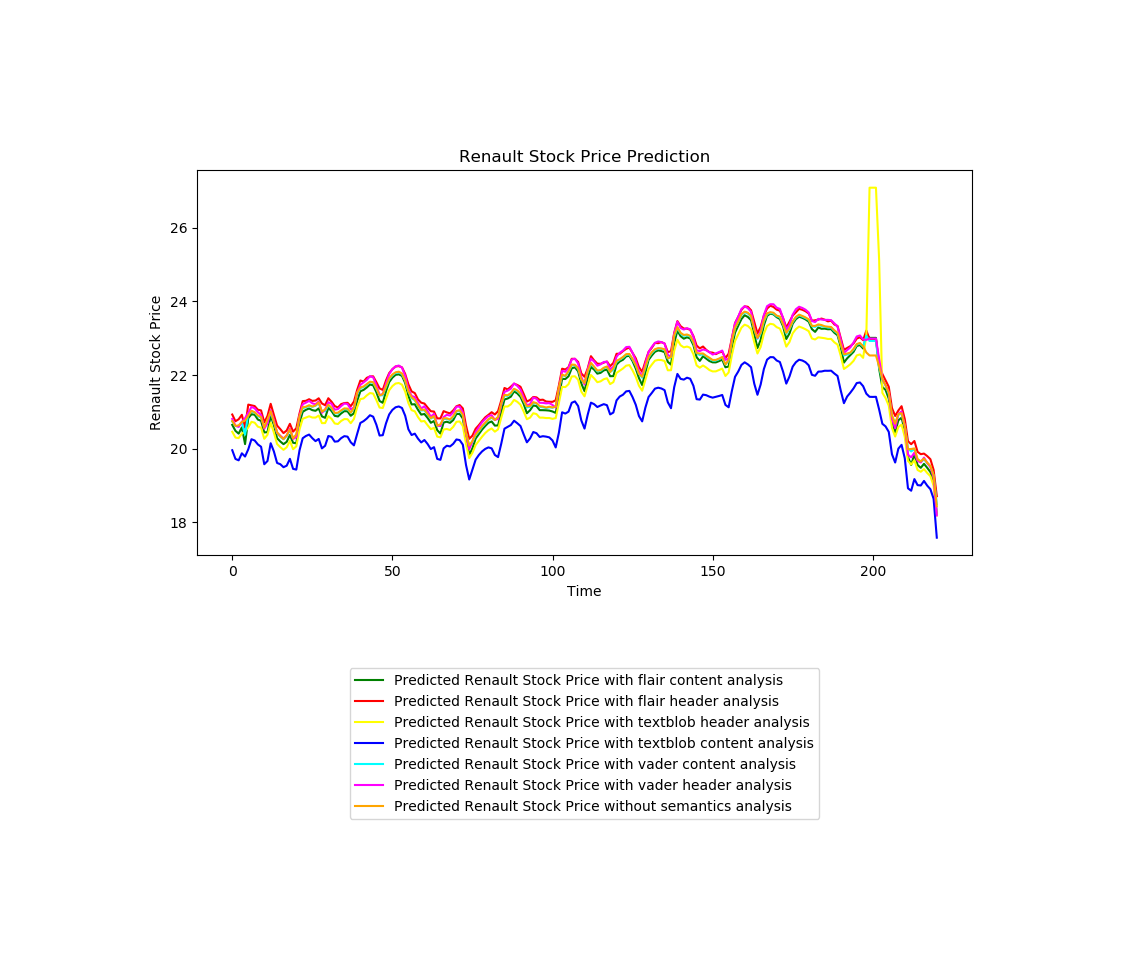 Renault Stock Price Prediction
26
24
22
20
18
Renault Stock Price
0 50 100 150 200
Time
Predicted Renault Stock Price with flair content analysis
Predicted Renault Stock Price with flair header analysis
Predicted Renault Stock Price with textblob header analysis
Predicted Renault Stock Price with textblob content analysis
Predicted Renault Stock Price with vader content analysis
Predicted Renault Stock Price with vader header analysis
Predicted Renault Stock Price without semantics analysis